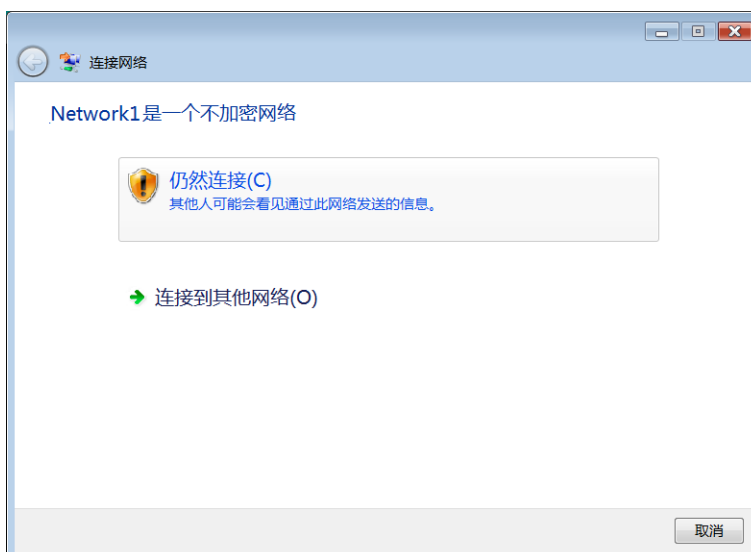 连接网络
Network1是一个不加密网络
仍然连接(C)
其他人可能会看见通过此网络发送的信息。
连接到其他网络(O)
取消